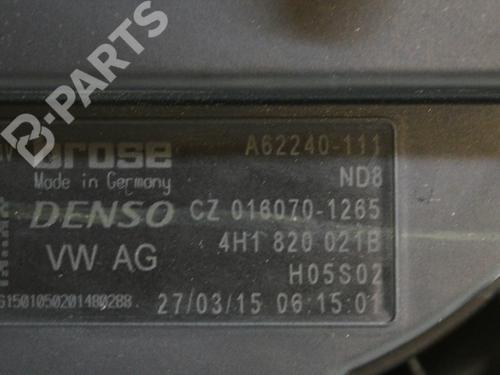 B-PARTS
brose A62240-111
Made in Germany ND8
DENSO CZ 016070-1265
VW AG 4H1 820 021B
H05S02
27/03/15 06:15:01